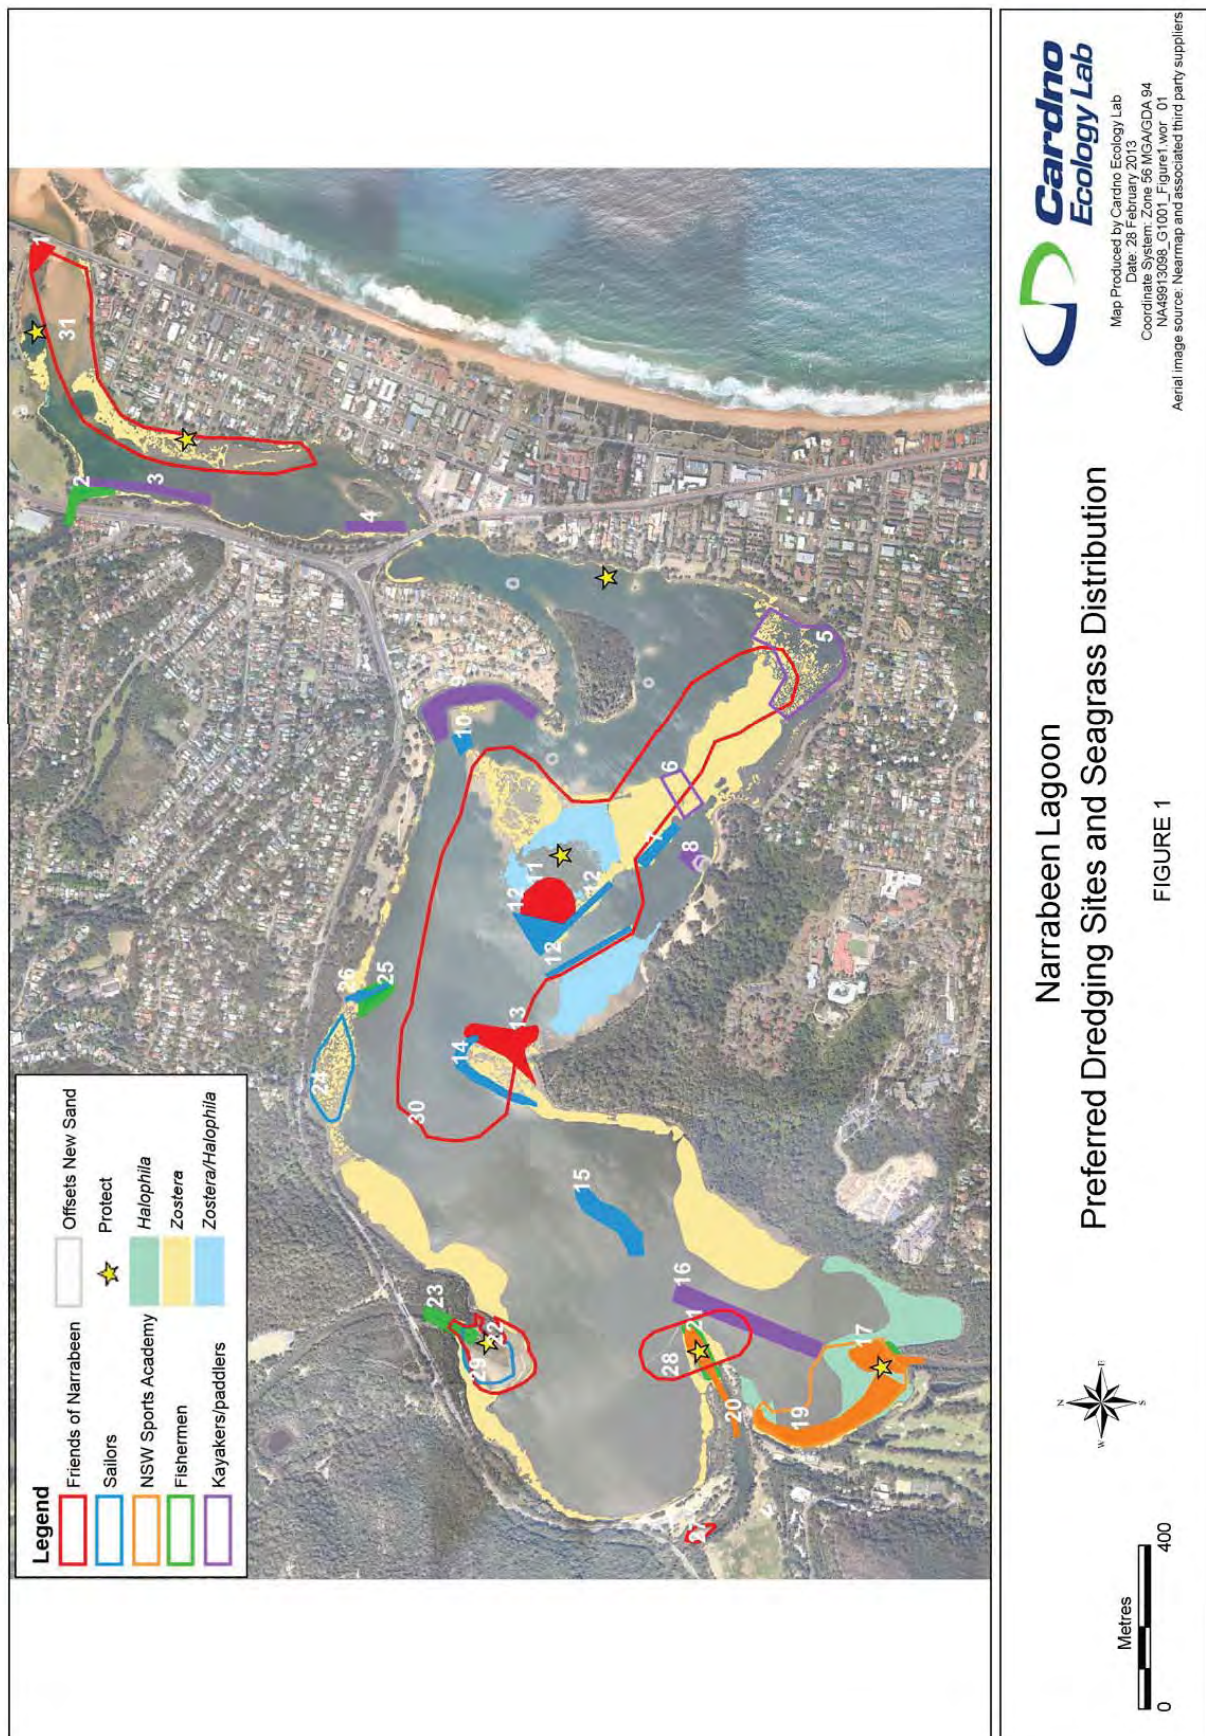 Legend
Friends of Narrabeen
Offsets New Sand
Sailors
Protect
NSW Sports Academy
Halophila
Fishermen
Zostera
Kayakers/paddlers
Zostera/Halophila
1
31
2
3
4
5
6
7
8
9
10
11
12
12
12
13
14
15
16
17
19
20
21
28
23
22
29
24
25
26
30
Metres
0
400
N
E
S
W
Narrabeen Lagoon
Preferred Dredging Sites and Seagrass Distribution
FIGURE 1
Cardno
Ecology Lab
Map Produced by Cardno Ecology Lab
Date: 28 February 2013
Coordinate System: Zone 56 MGA/GDA 94
NA49913098_G1001_Figure1.wor 01
Aerial image source: Nearmap and associated third party suppliers